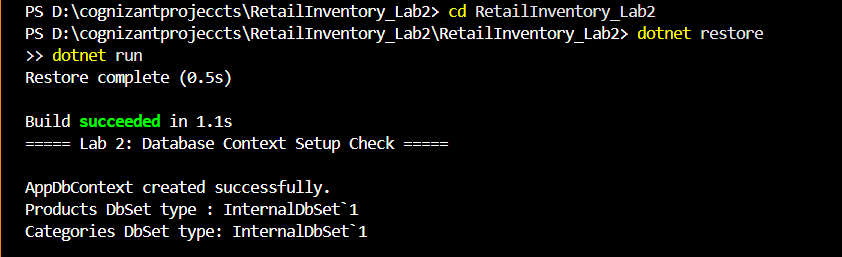 PS D:\cognizantprojeccts\RetailInventory_Lab2> cd RetailInventory_Lab2
PS D:\cognizantprojeccts\RetailInventory_Lab2\RetailInventory_Lab2> dotnet restore
>> dotnet run
Restore complete (0.5s)
Build succeeded in 1.1s
===== Lab 2: Database Context Setup Check =====
AppDbContext created successfully.
Products DbSet type : InternalDbSet`1
Categories DbSet type: InternalDbSet`1